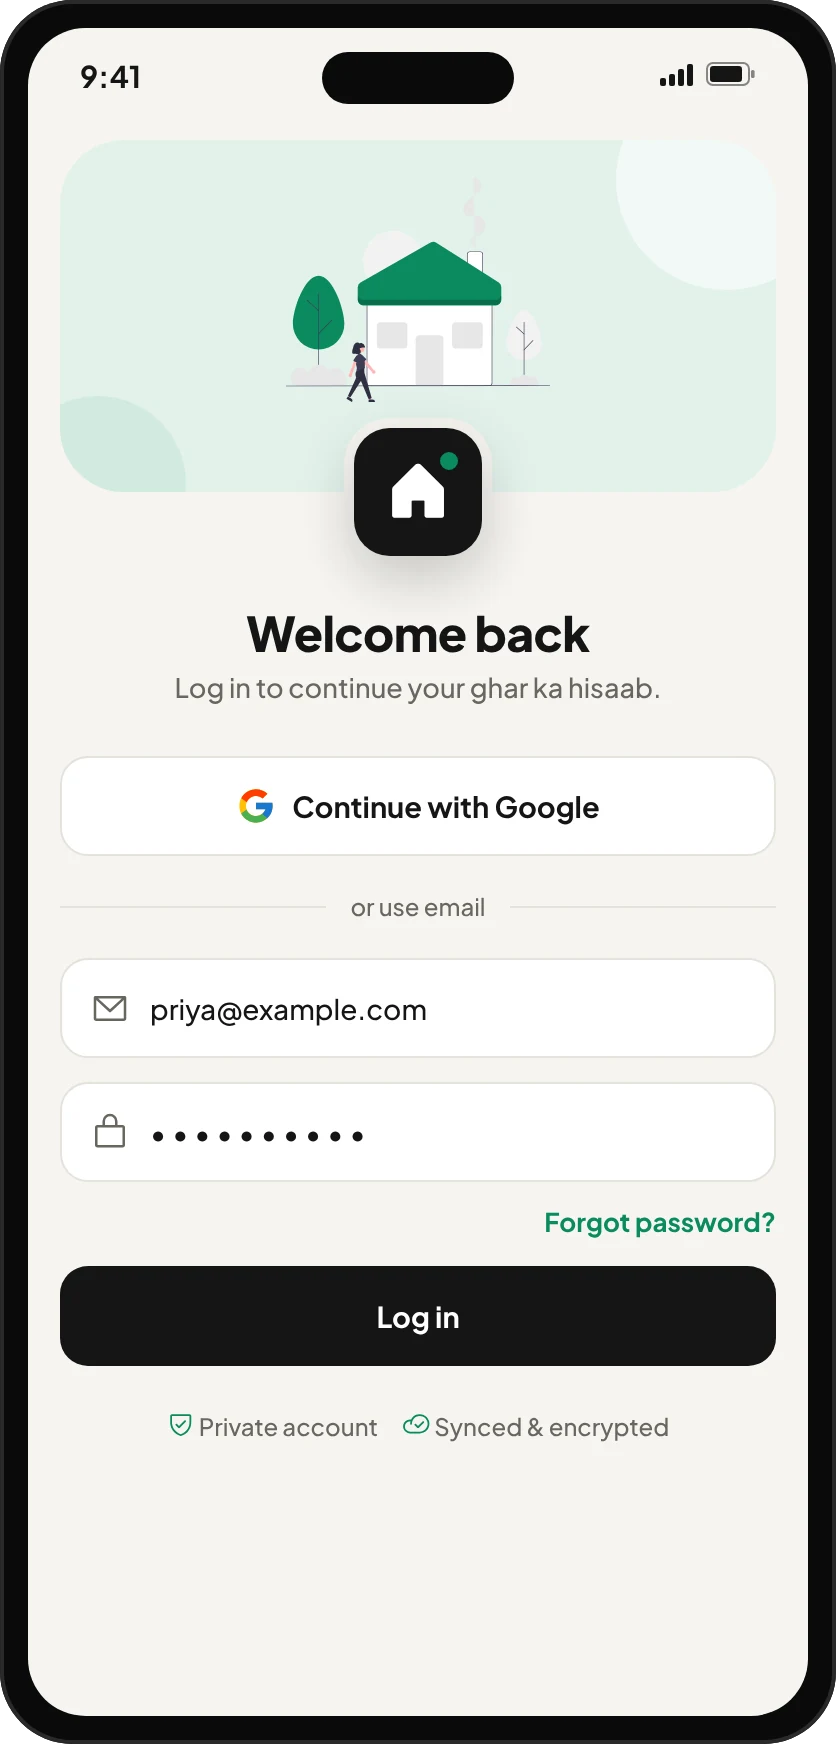 9:41
Welcome back
Log in to continue your ghar ka hisaab.
Continue with Google
or use email
priya@example.com
••••••••••
Forgot password?
Log in
Private account Synced & encrypted